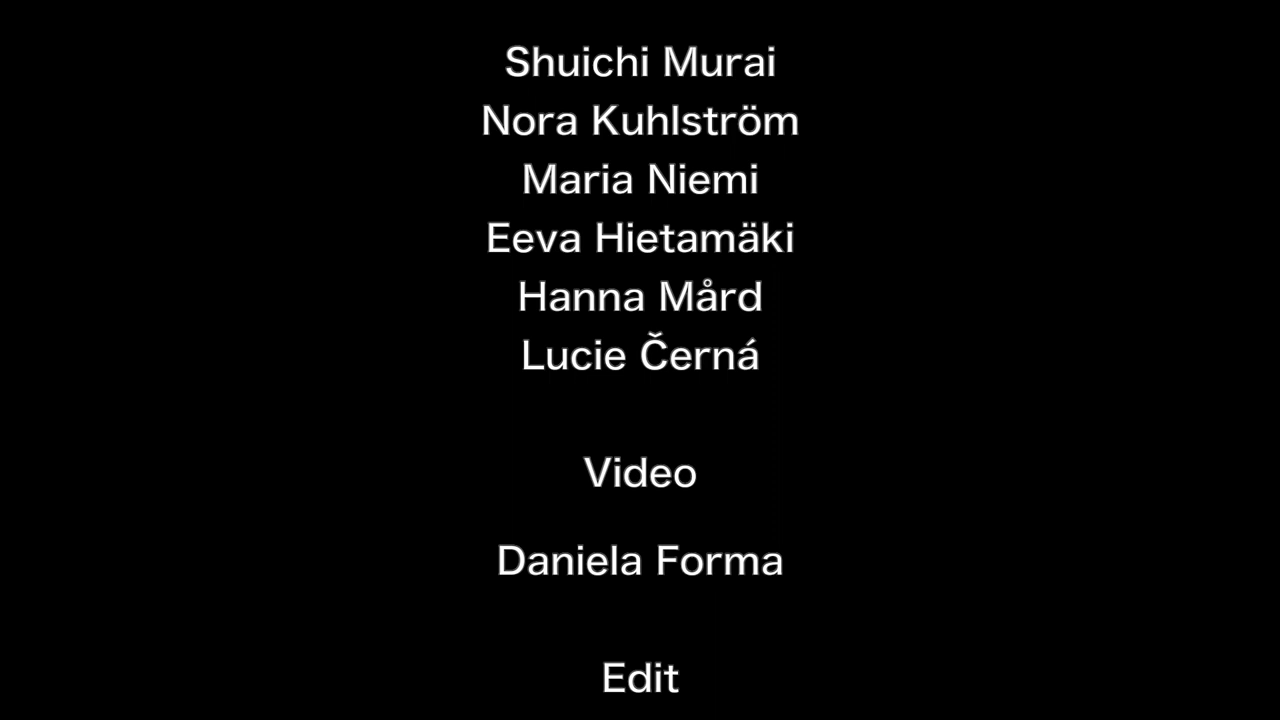 Shuichi Murai
Nora Kuhlström
Maria Niemi
Eeva Hietamäki
Hanna Mård
Lucie Černá
Video
Daniela Forma
Edit